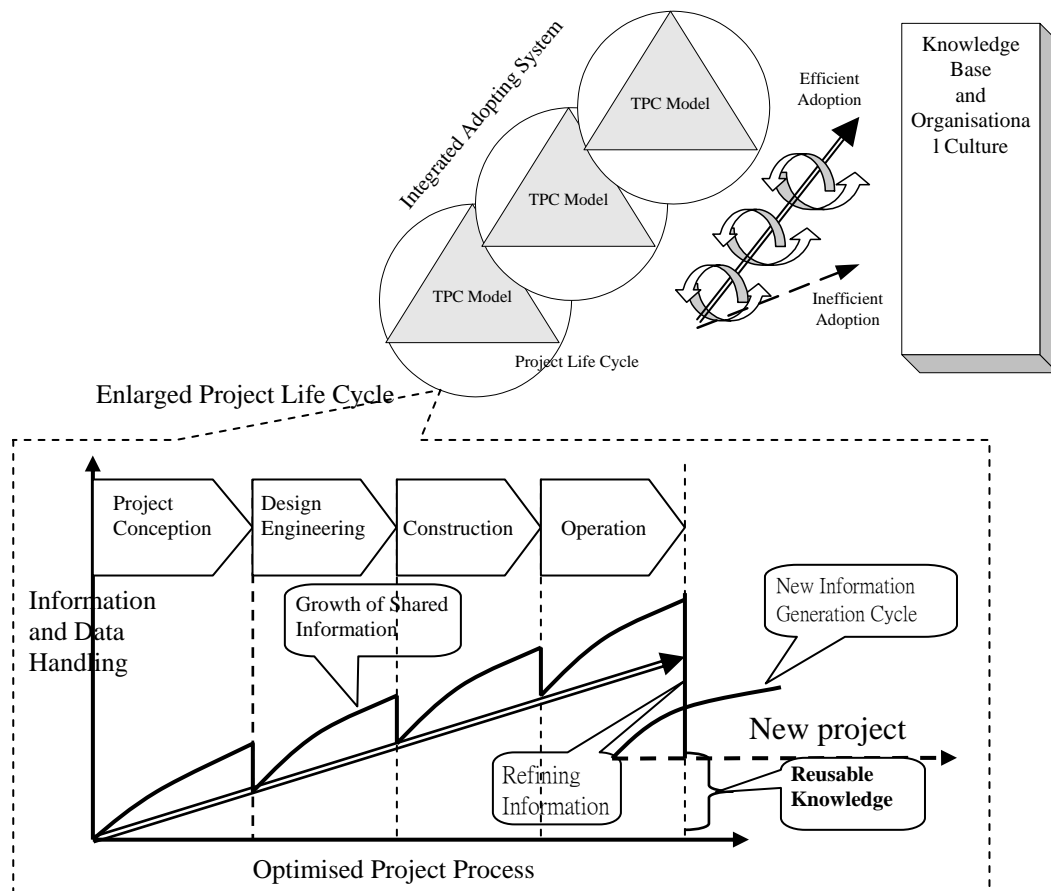 Integrated Adopting System
TPC Model
TPC Model
TPC Model
Project Life Cycle
Efficient
Adoption
Inefficient
Adoption
Knowledge
Base
and
Organisationa
l Culture
Enlarged Project Life Cycle
Project
Conception
Design
Engineering
Construction
Operation
Information
and Data
Handling
Growth of Shared
Information
New Information
Generation Cycle
New project
Refining
Information
Reusable
Knowledge
Optimised Project Process